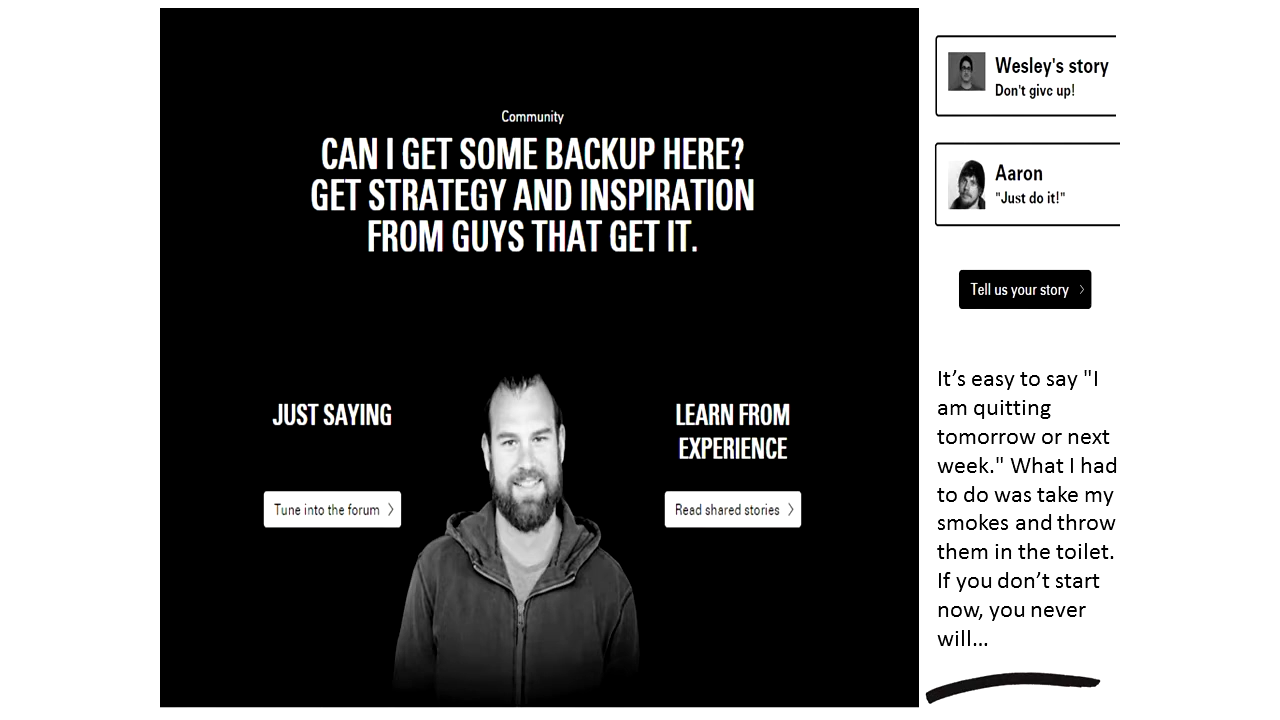 Community
CAN I GET SOME BACKUP HERE?
GET STRATEGY AND INSPIRATION
FROM GUYS THAT GET IT.
JUST SAYING
Tune into the forum
LEARN FROM
EXPERIENCE
Read shared stories
Wesley's story
Don't give up!
Aaron
"Just do it!"
Tell us your story
It’s easy to say "I
am quitting
tomorrow or next
week." What I had
to do was take my
smokes and throw
them in the toilet.
If you don’t start
now, you never
will…